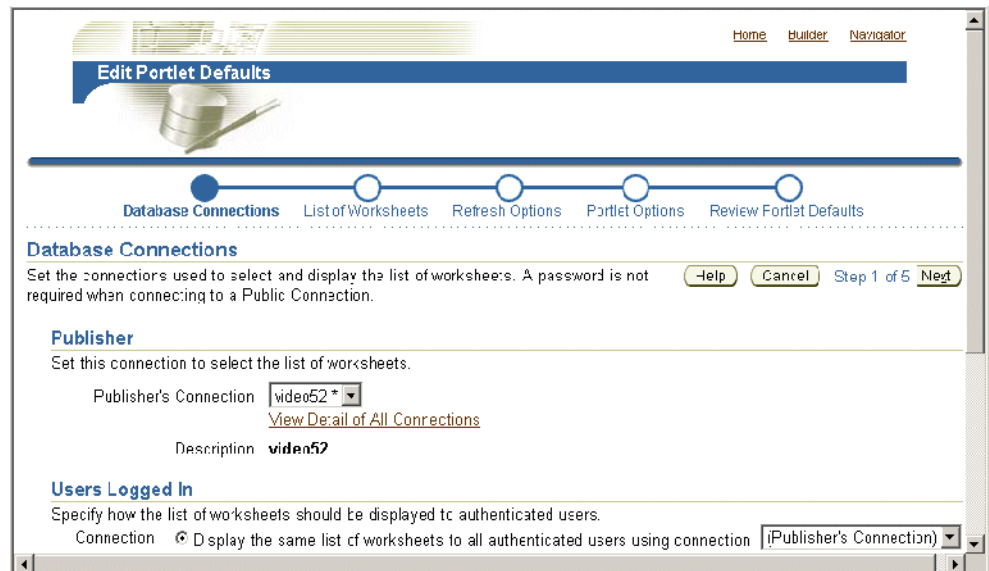 Home Builder Navigator
Edit Portlet Defaults
Database Connections List of Worksheets Refresh Options Portlet Options Review Portlet Defaults
Database Connections
Set the connections used to select and display the list of worksheets. A password is not
required when connecting to a Public Connection.
Help Cancel Step 1 of 5 Next
Publisher
Set this connection to select the list of worksheets.
Publisher's Connection video52 *
View Detail of All Connections
Description video52
Users Logged In
Specify how the list of worksheets should be displayed to authenticated users.
Connection Display the same list of worksheets to all authenticated users using connection (Publisher's Connection)